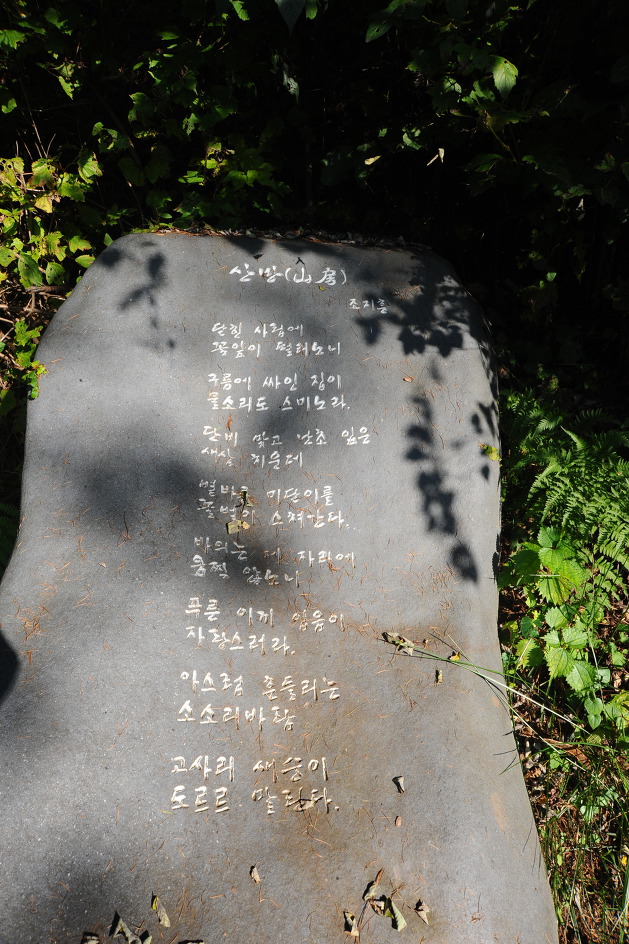 산방(山房)
조지훈
닫힌 사립에
꽃잎이 떨리노니
구름에 싸인 집이
물소리도 스미노라.
단비 맞고 난초 잎은
새삼 치운데
볕바른 미닫이를
꿀벌이 스쳐간다.
바위는 제 자리에
움찍 않노니
푸른 이끼 입음이
자랑스러라.
아스럼 흔들리는
소소리바람
고사리 새순이
도르르 말린다.